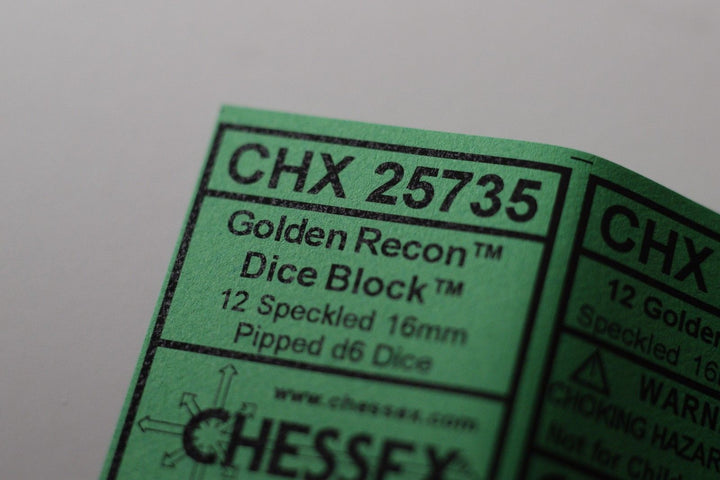 CHX 25735
Golden Recon™
Dice Block™
12 Speckled 16mm
Pipped d6 Dice
www.chessex.com
CHESSEX
CHX
12 Golden
Speckled 16
WARN
CHOKING HAZAR
Not for Children